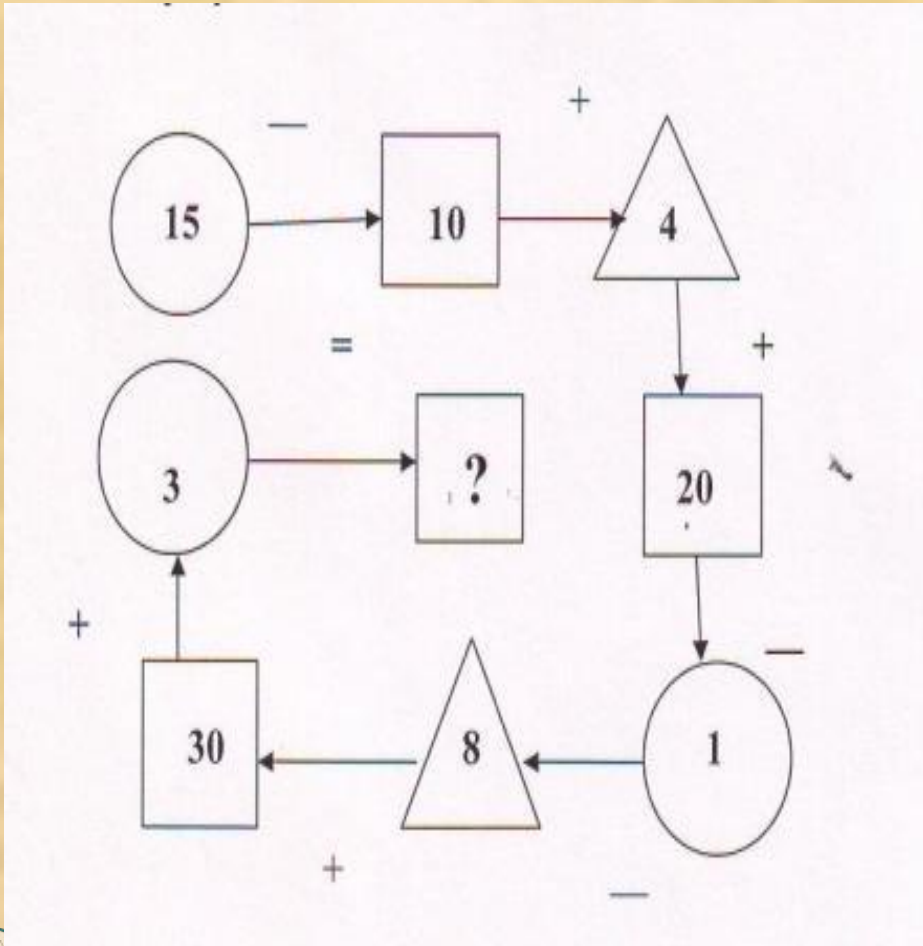 — +
15 10 4
= +
3 ? 20
+ —
30 8 1
+ —